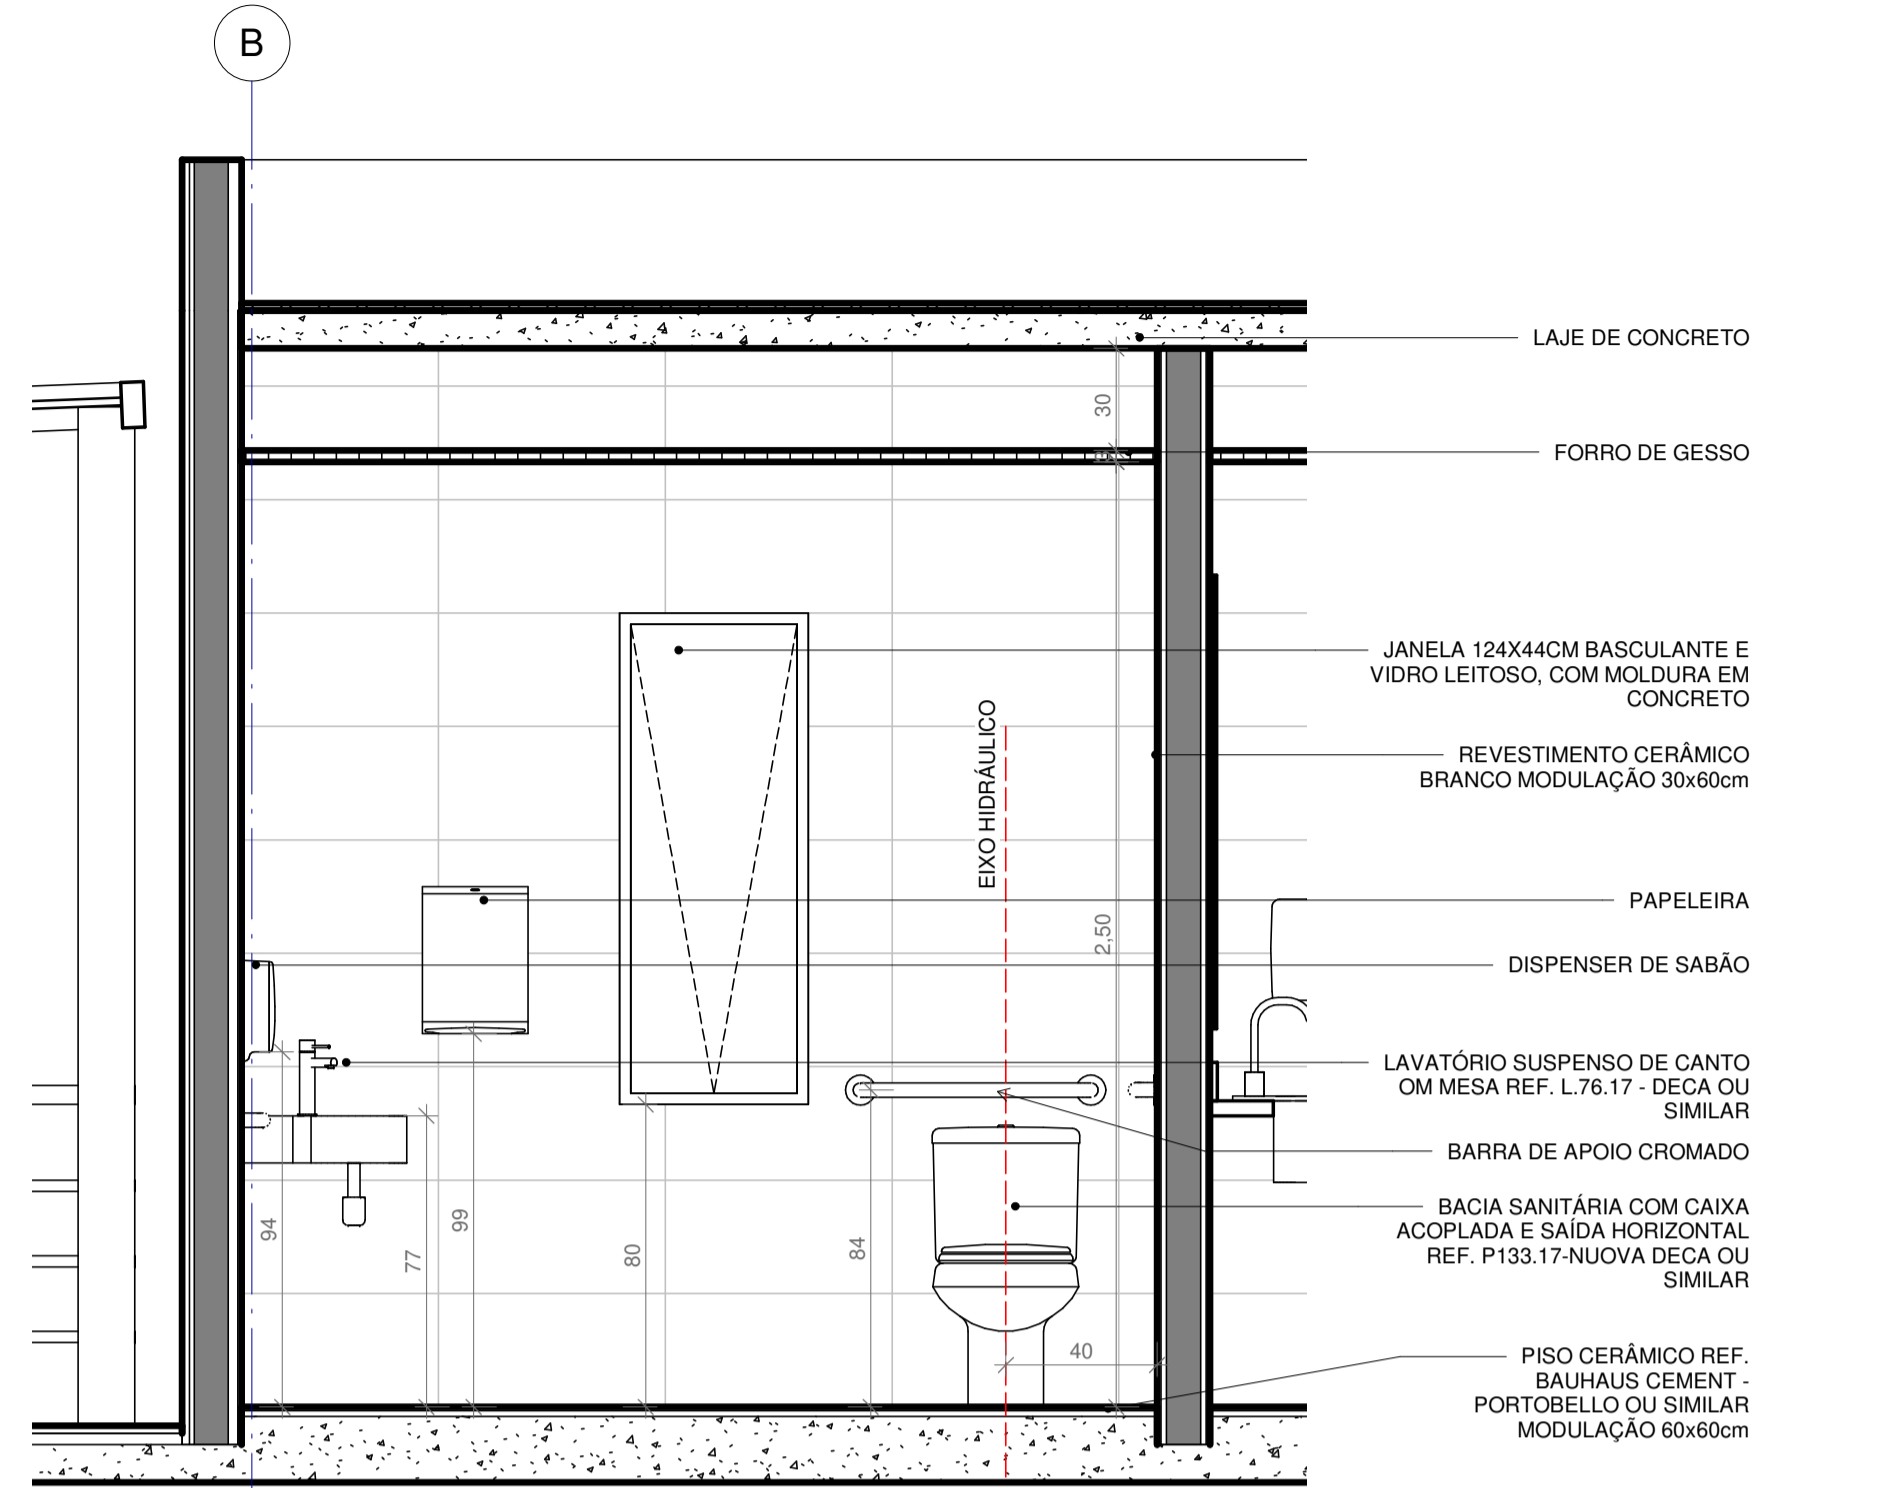 B
LAJE DE CONCRETO
30
FORRO DE GESSO
JANELA 124X44CM BASCULANTE E
VIDRO LEITOSO, COM MOLDURA EM
CONCRETO
EIXO HIDRÁULICO
REVESTIMENTO CERÂMICO
BRANCO MODULAÇÃO 30x60cm
PAPELEIRA
2,50
DISPENSER DE SABÃO
LAVATÓRIO SUSPENSO DE CANTO
OM MESA REF. L.76.17 - DECA OU
SIMILAR
BARRA DE APOIO CROMADO
BACIA SANITÁRIA COM CAIXA
ACOPLADA E SAÍDA HORIZONTAL
REF. P133.17-NUOVA DECA OU
SIMILAR
94
77
99
80
84
40
PISO CERÂMICO REF.
BAUHAUS CEMENT -
PORTOBELLO OU SIMILAR
MODULAÇÃO 60x60cm